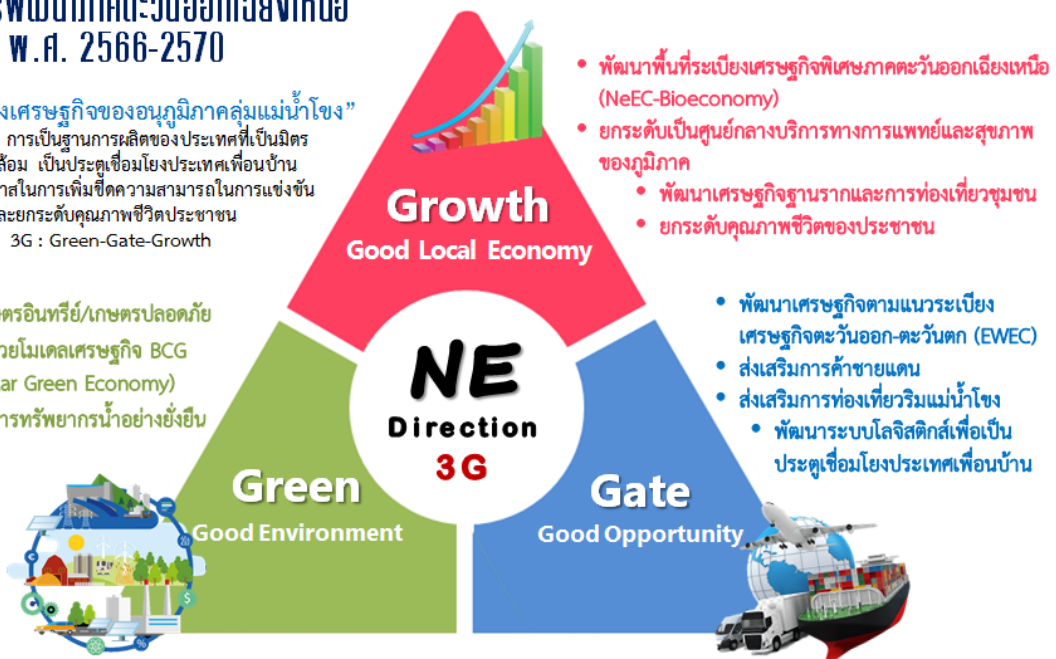 พัฒนาภาคตะวันออกเฉียงเหนือ
พ.ศ. 2566-2570
เศรษฐกิจของอนุภูมิภาคลุ่มแม่น้ำโขง”
การเป็นฐานการผลิตของประเทศที่เป็นมิตร
เป็นประตูเชื่อมโยงประเทศเพื่อนบ้าน
ในการเพิ่มขีดความสามารถในการแข่งขัน
และยกระดับคุณภาพชีวิตประชาชน
3G : Green-Gate-Growth
• พัฒนาพื้นที่ระเบียงเศรษฐกิจพิเศษภาคตะวันออกเฉียงเหนือ
(NeEC-Bioeconomy)
• ยกระดับเป็นศูนย์กลางบริการทางการแพทย์และสุขภาพ
ของภูมิภาค
• พัฒนาเศรษฐกิจฐานรากและการท่องเที่ยวชุมชน
• ยกระดับคุณภาพชีวิตของประชาชน
Growth
Good Local Economy
อินทรีย์/เกษตรปลอดภัย
โมเดลเศรษฐกิจ BCG
Green Economy)
ทรัพยากรน้ำอย่างยั่งยืน
• พัฒนาเศรษฐกิจตามแนวระเบียง
เศรษฐกิจตะวันออก-ตะวันตก (EWEC)
• ส่งเสริมการค้าชายแดน
• ส่งเสริมการท่องเที่ยวริมแม่น้ำโขง
• พัฒนาระบบโลจิสติกส์เพื่อเป็น
ประตูเชื่อมโยงประเทศเพื่อนบ้าน
NE
Direction
3G
Green
Good Environment
Gate
Good Opportunity